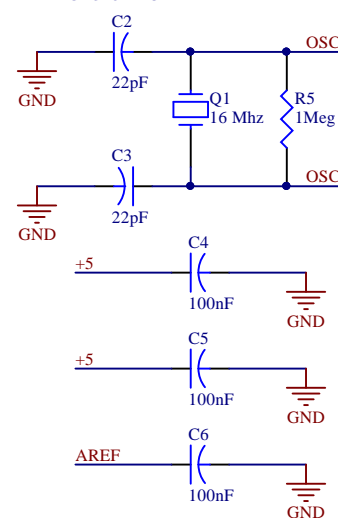 C2
OSC
GND
22pF
Q1
16 Mhz
R5
1Meg
C3
OSC
GND
22pF
C4
+5
100nF
GND
C5
+5
100nF
GND
C6
AREF
100nF
GND